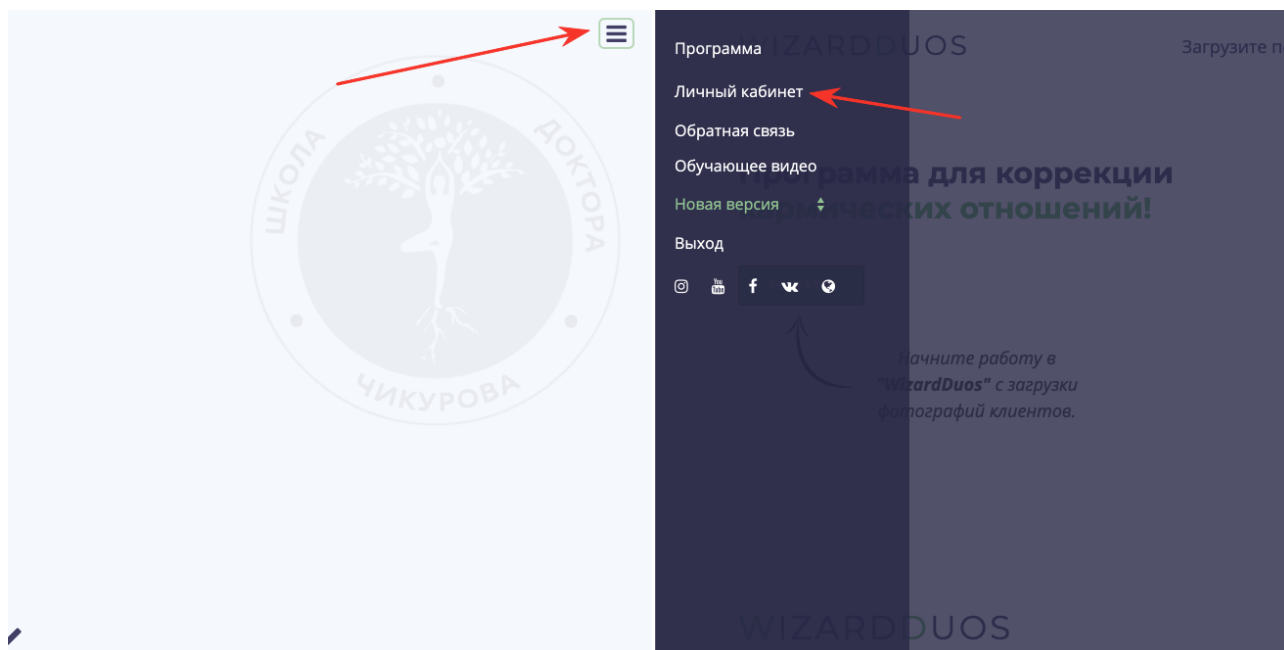 ШКОЛА ДОКТОРА ЧИКУРОВА
Программа
Личный кабинет
Обратная связь
Обучающее видео
Новая версия
Выход
WIZARDDUOS
Загрузите
Программа для коррекции
кармических отношений!
Начните работу в
"WizardDuos" с загрузки
фотографий клиентов.
WIZARDDUOS